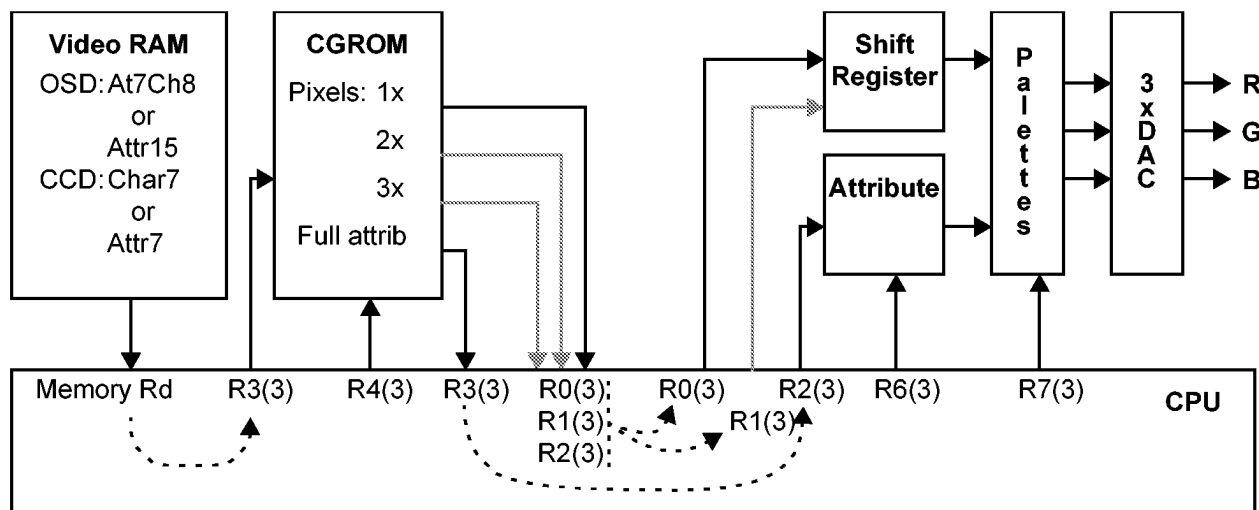 Video RAM
OSD: At7Ch8
or
Attr15
CCD: Char7
or
Attr7
CGROM
Pixels: 1x
2x
3x
Full attrib
Shift
Register
Attribute
Palettes
3xDAC
R
G
B
Memory Rd
R3(3)
R4(3)
R3(3)
R0(3)
R1(3)
R2(3)
R0(3)
R1(3)
R2(3)
R6(3)
R7(3)
CPU